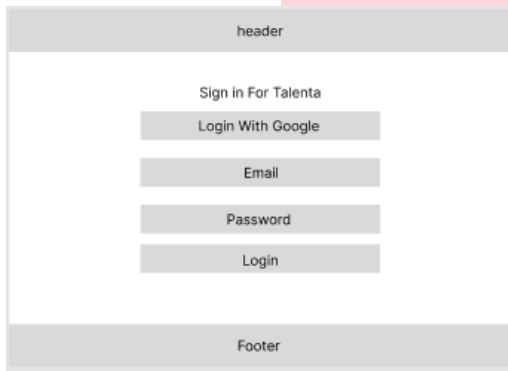 header
Sign in For Talenta
Login With Google
Email
Password
Login
Footer